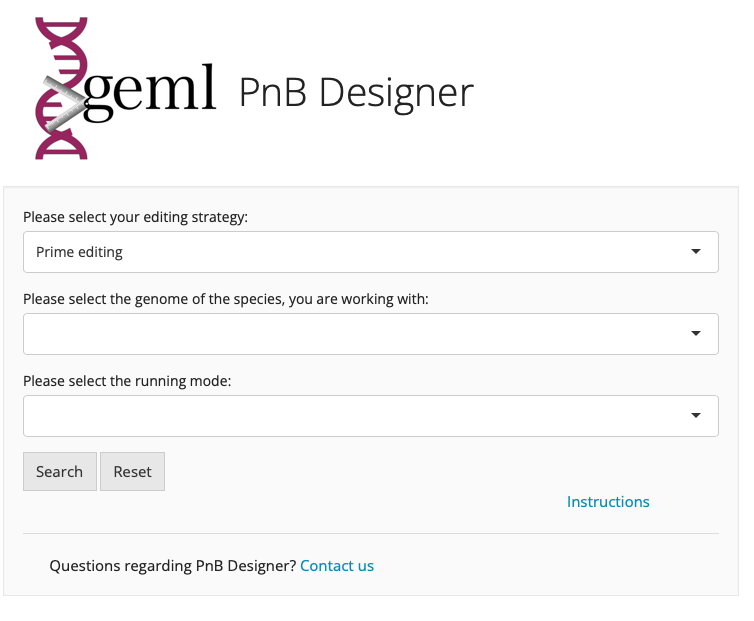 geml PnB Designer
Please select your editing strategy:
Prime editing
Please select the genome of the species, you are working with:
Please select the running mode:
Search Reset
Instructions
Questions regarding PnB Designer? Contact us